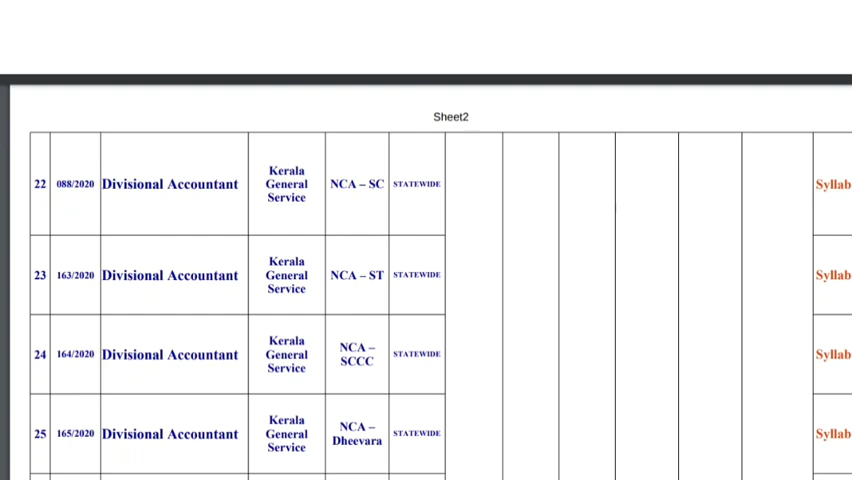 Sheet2
22 088/2020 Divisional Accountant Kerala General Service NCA – SC STATEWIDE Syllab
23 163/2020 Divisional Accountant Kerala General Service NCA – ST STATEWIDE Syllab
24 164/2020 Divisional Accountant Kerala General Service NCA – SCCC STATEWIDE Syllab
25 165/2020 Divisional Accountant Kerala General Service NCA – Dheevara STATEWIDE Syllab